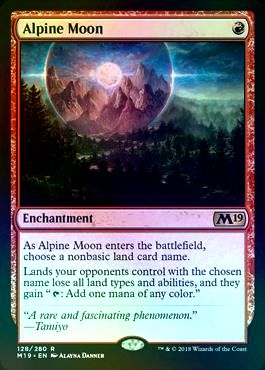 Alpine Moon
Enchantment
M19
As Alpine Moon enters the battlefield,
choose a nonbasic land card name.
Lands your opponents control with the
chosen name lose all land types and abilities, and they
gain “: Add one mana of any color.”
“A rare and fascinating phenomenon.”
—Tamiyo
128/280 R
M19 • EN ALAYNA DANNER
™ & © 2018 Wizards of the Coast